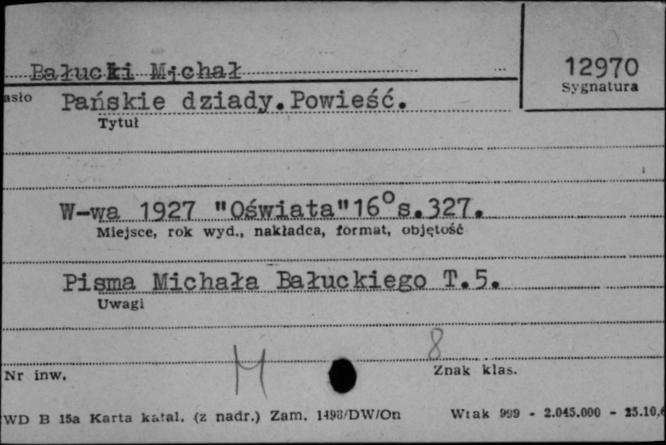 Bałucki Michał
12970
Sygnatura
asło Pańskie dziady.Powieść.
Tytuł
W-wa 1927 "Oświata"16°s.327.
Miejsce, rok wyd., nakładca, format, objętość
Pisma Michała Bałuckiego T.5.
Uwagi
Nr inw. M 8
Znak klas.
WD B 15a Karta katal. (z nadr.) Zam. 1498/DW/On Wiak 999 - 2.045.000 - 25.10.